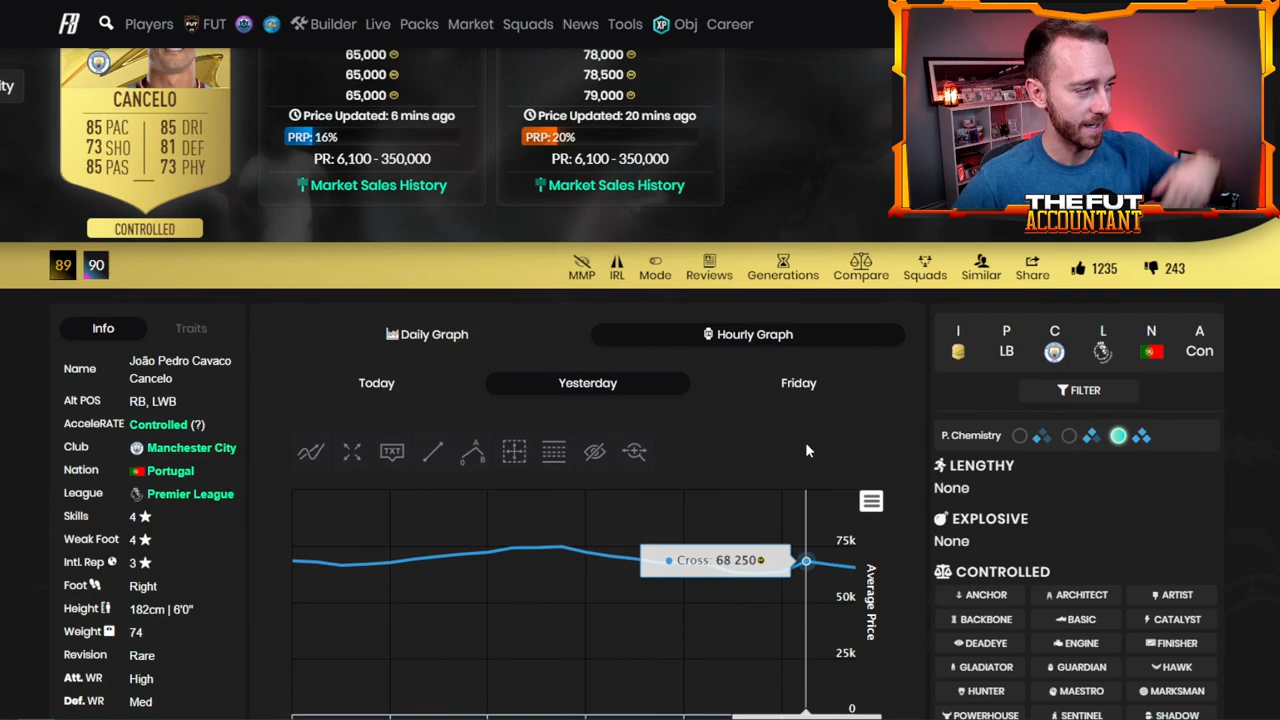 FB
Players
FUT
Builder
Live
Packs
Market
Squads
News
Tools
XP
Obj
Career
ity
CANCELO
85 PAC
85 DRI
73 SHO
81 DEF
85 PAS
73 PHY
CONTROLLED
65,000
65,000
65,000
Price Updated: 6 mins ago
PRP: 16%
PR: 6,100 - 350,000
Market Sales History
78,000
78,500
79,000
Price Updated: 20 mins ago
PRP: 20%
PR: 6,100 - 350,000
Market Sales History
THE FUT
ACCOUNTANT
89
90
MMP
IRL
Mode
Reviews
Generations
Compare
Squads
Similar
Share
1235
243
Info
Traits
Name
João Pedro Cavaco
Cancelo
Alt POS
RB, LWB
AcceleRATE
Controlled (?)
Club
Manchester City
Nation
Portugal
League
Premier League
Skills
4
Weak Foot
4
Intl. Rep
3
Foot
Right
Height
182cm | 6'0"
Weight
74
Revision
Rare
Att. WR
High
Def. WR
Med
Daily Graph
Hourly Graph
Today
Yesterday
Friday
TXT
A
B
Cross: 68 250
75k
50k
25k
0
Average Price
I
P
C
L
N
A
LB
Con
FILTER
P. Chemistry
LENGTHY
None
EXPLOSIVE
None
CONTROLLED
ANCHOR
ARCHITECT
ARTIST
BACKBONE
BASIC
CATALYST
DEADEYE
ENGINE
FINISHER
GLADIATOR
GUARDIAN
HAWK
HUNTER
MAESTRO
MARKSMAN
POWERHOUSE
SENTINEL
SHADOW